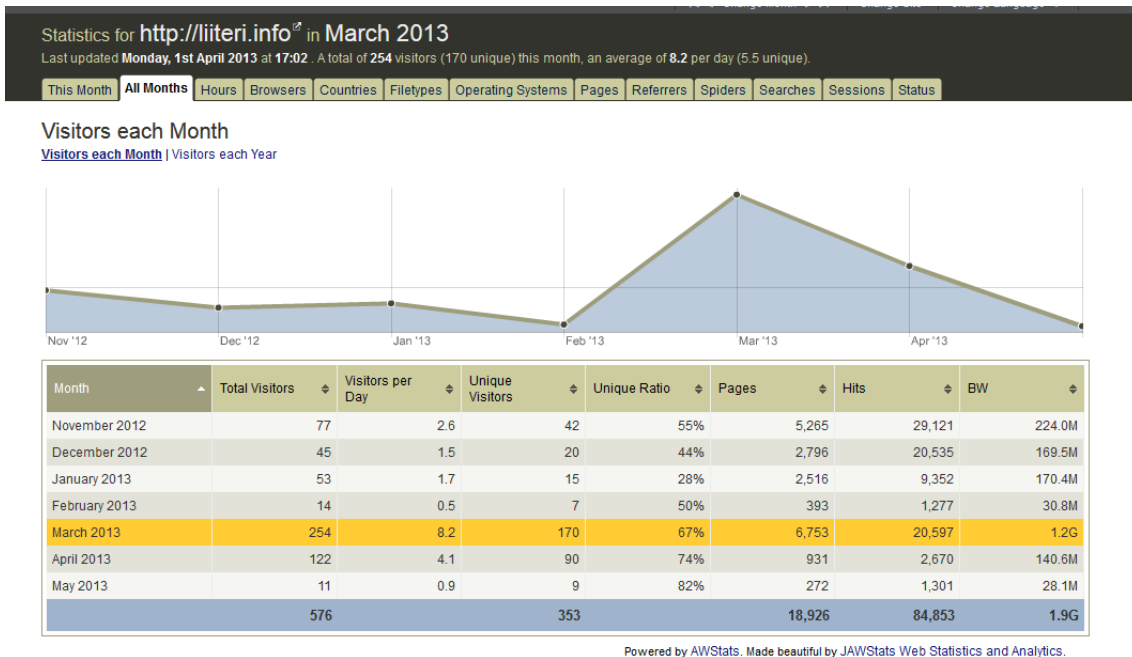 Statistics for http://liiteri.info in March 2013
Last updated Monday, 1st April 2013 at 17:02 . A total of 254 visitors (170 unique) this month, an average of 8.2 per day (5.5 unique).
This Month All Months Hours Browsers Countries Filetypes Operating Systems Pages Referrers Spiders Searches Sessions Status
Visitors each Month
Visitors each Month | Visitors each Year
Nov '12 Dec '12 Jan '13 Feb '13 Mar '13 Apr '13
Month Total Visitors Visitors per Day Unique Visitors Unique Ratio Pages Hits BW
November 2012 77 2.6 42 55% 5,265 29,121 224.0M
December 2012 45 1.5 20 44% 2,796 20,535 169.5M
January 2013 53 1.7 15 28% 2,516 9,352 170.4M
February 2013 14 0.5 7 50% 393 1,277 30.8M
March 2013 254 8.2 170 67% 6,753 20,597 1.2G
April 2013 122 4.1 90 74% 931 2,670 140.6M
May 2013 11 0.9 9 82% 272 1,301 28.1M
576 353 18,926 84,853 1.9G
Powered by AWStats. Made beautiful by JAWStats Web Statistics and Analytics.